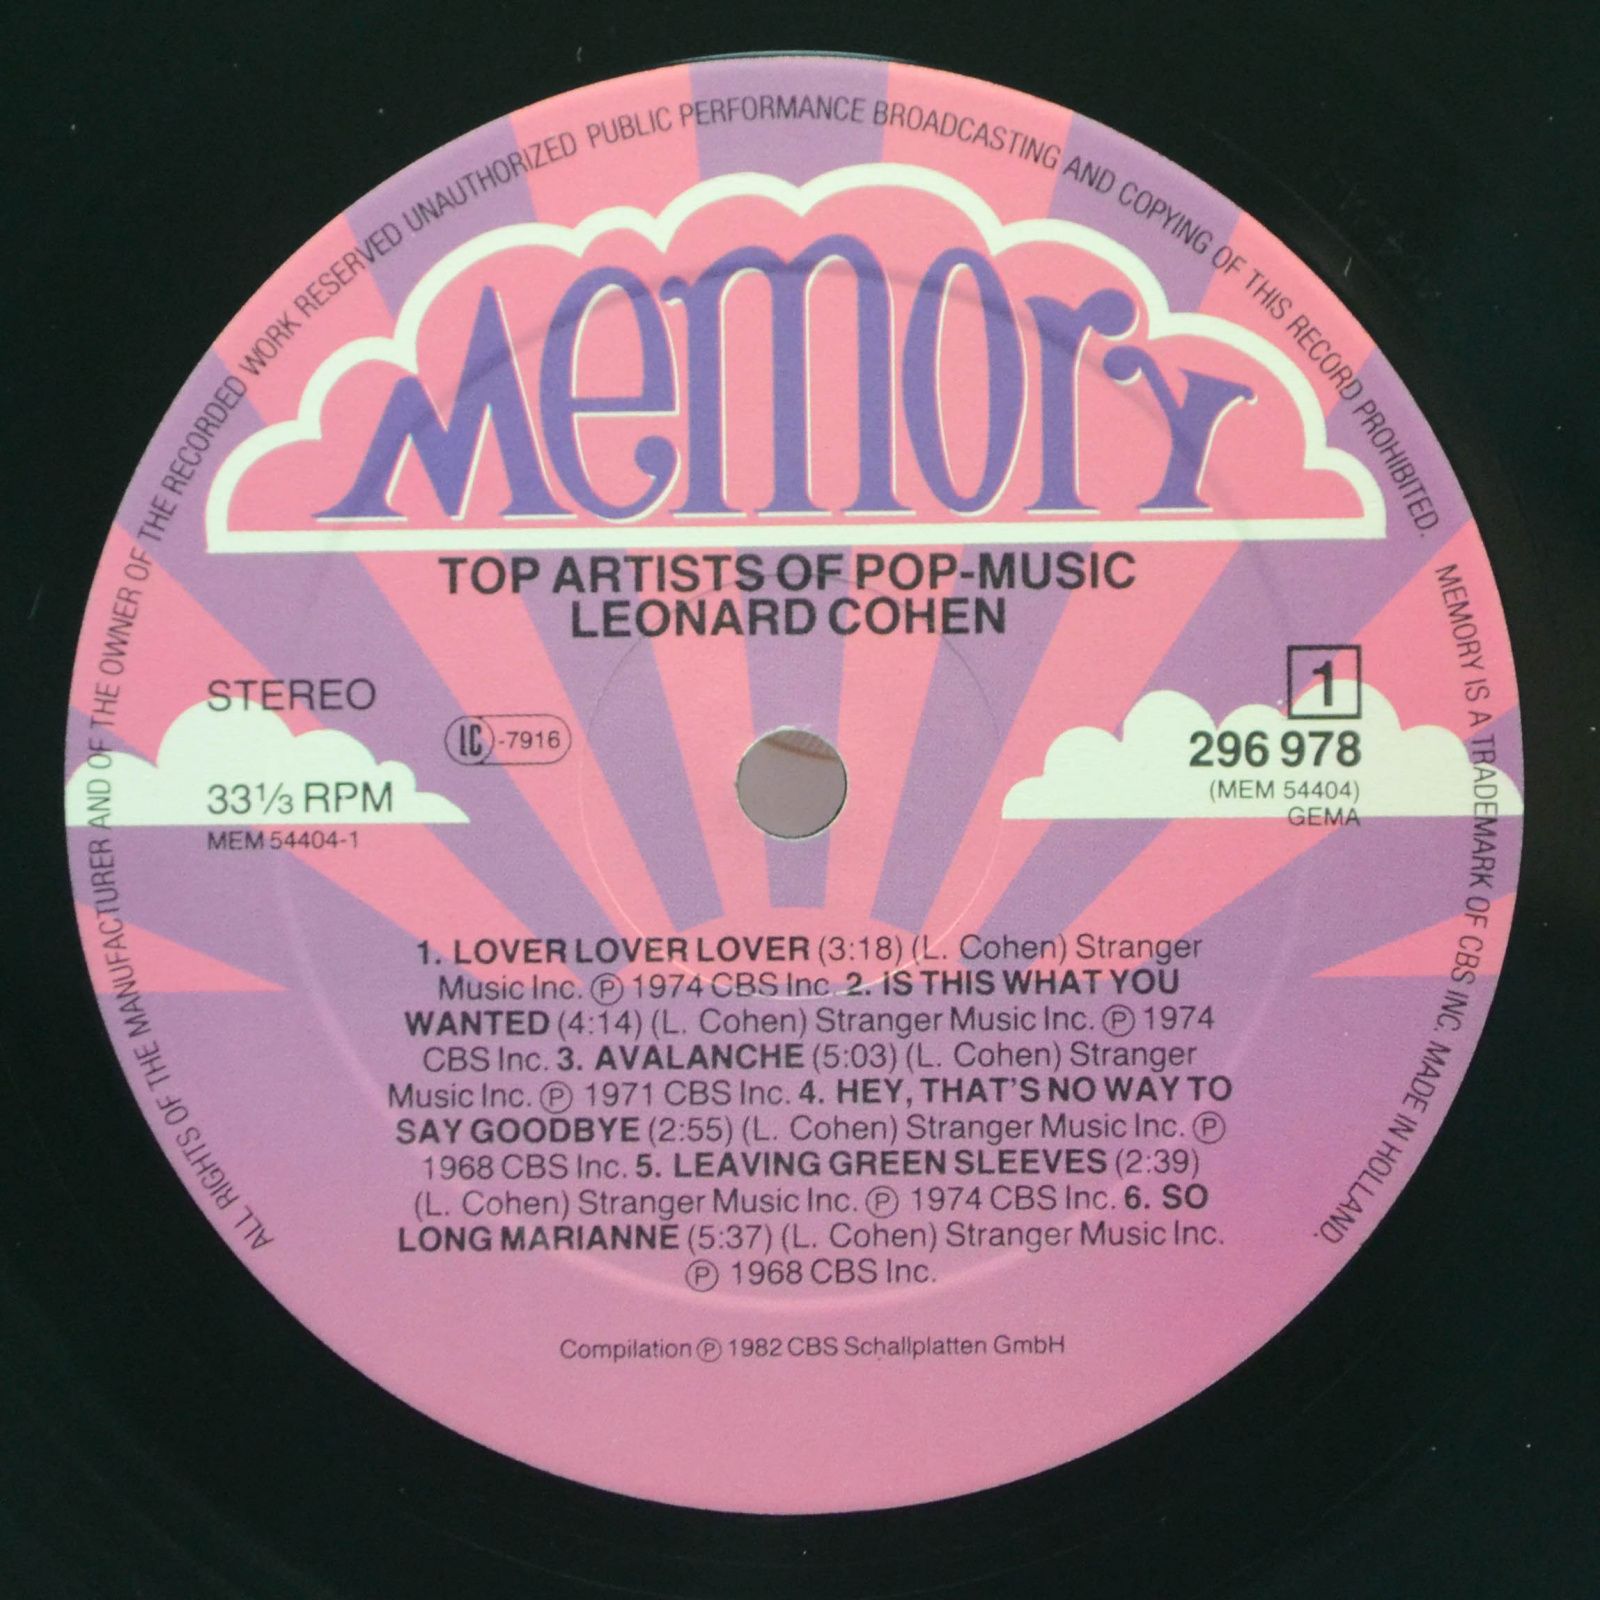 ALL RIGHTS OF THE MANUFACTURER AND OF THE OWNER OF THE RECORDED WORK RESERVED UNAUTHORIZED PUBLIC PERFORMANCE BROADCASTING AND COPYING OF THIS RECORD PROHIBITED.
MEMORY IS A TRADEMARK OF CBS INC. MADE IN HOLLAND.
Memory
TOP ARTISTS OF POP-MUSIC
LEONARD COHEN
STEREO
LC-7916
33⅓ RPM
MEM 54404-1
1
296 978
(MEM 54404)
GEMA
1. LOVER LOVER LOVER (3:18) (L. Cohen) Stranger
Music Inc. Ⓟ 1974 CBS Inc. 2. IS THIS WHAT YOU
WANTED (4:14) (L. Cohen) Stranger Music Inc. Ⓟ 1974
CBS Inc. 3. AVALANCHE (5:03) (L. Cohen) Stranger
Music Inc. Ⓟ 1971 CBS Inc. 4. HEY, THAT'S NO WAY TO
SAY GOODBYE (2:55) (L. Cohen) Stranger Music Inc. Ⓟ
1968 CBS Inc. 5. LEAVING GREEN SLEEVES (2:39)
(L. Cohen) Stranger Music Inc. Ⓟ 1974 CBS Inc. 6. SO
LONG MARIANNE (5:37) (L. Cohen) Stranger Music Inc.
Ⓟ 1968 CBS Inc.
Compilation Ⓟ 1982 CBS Schallplatten GmbH